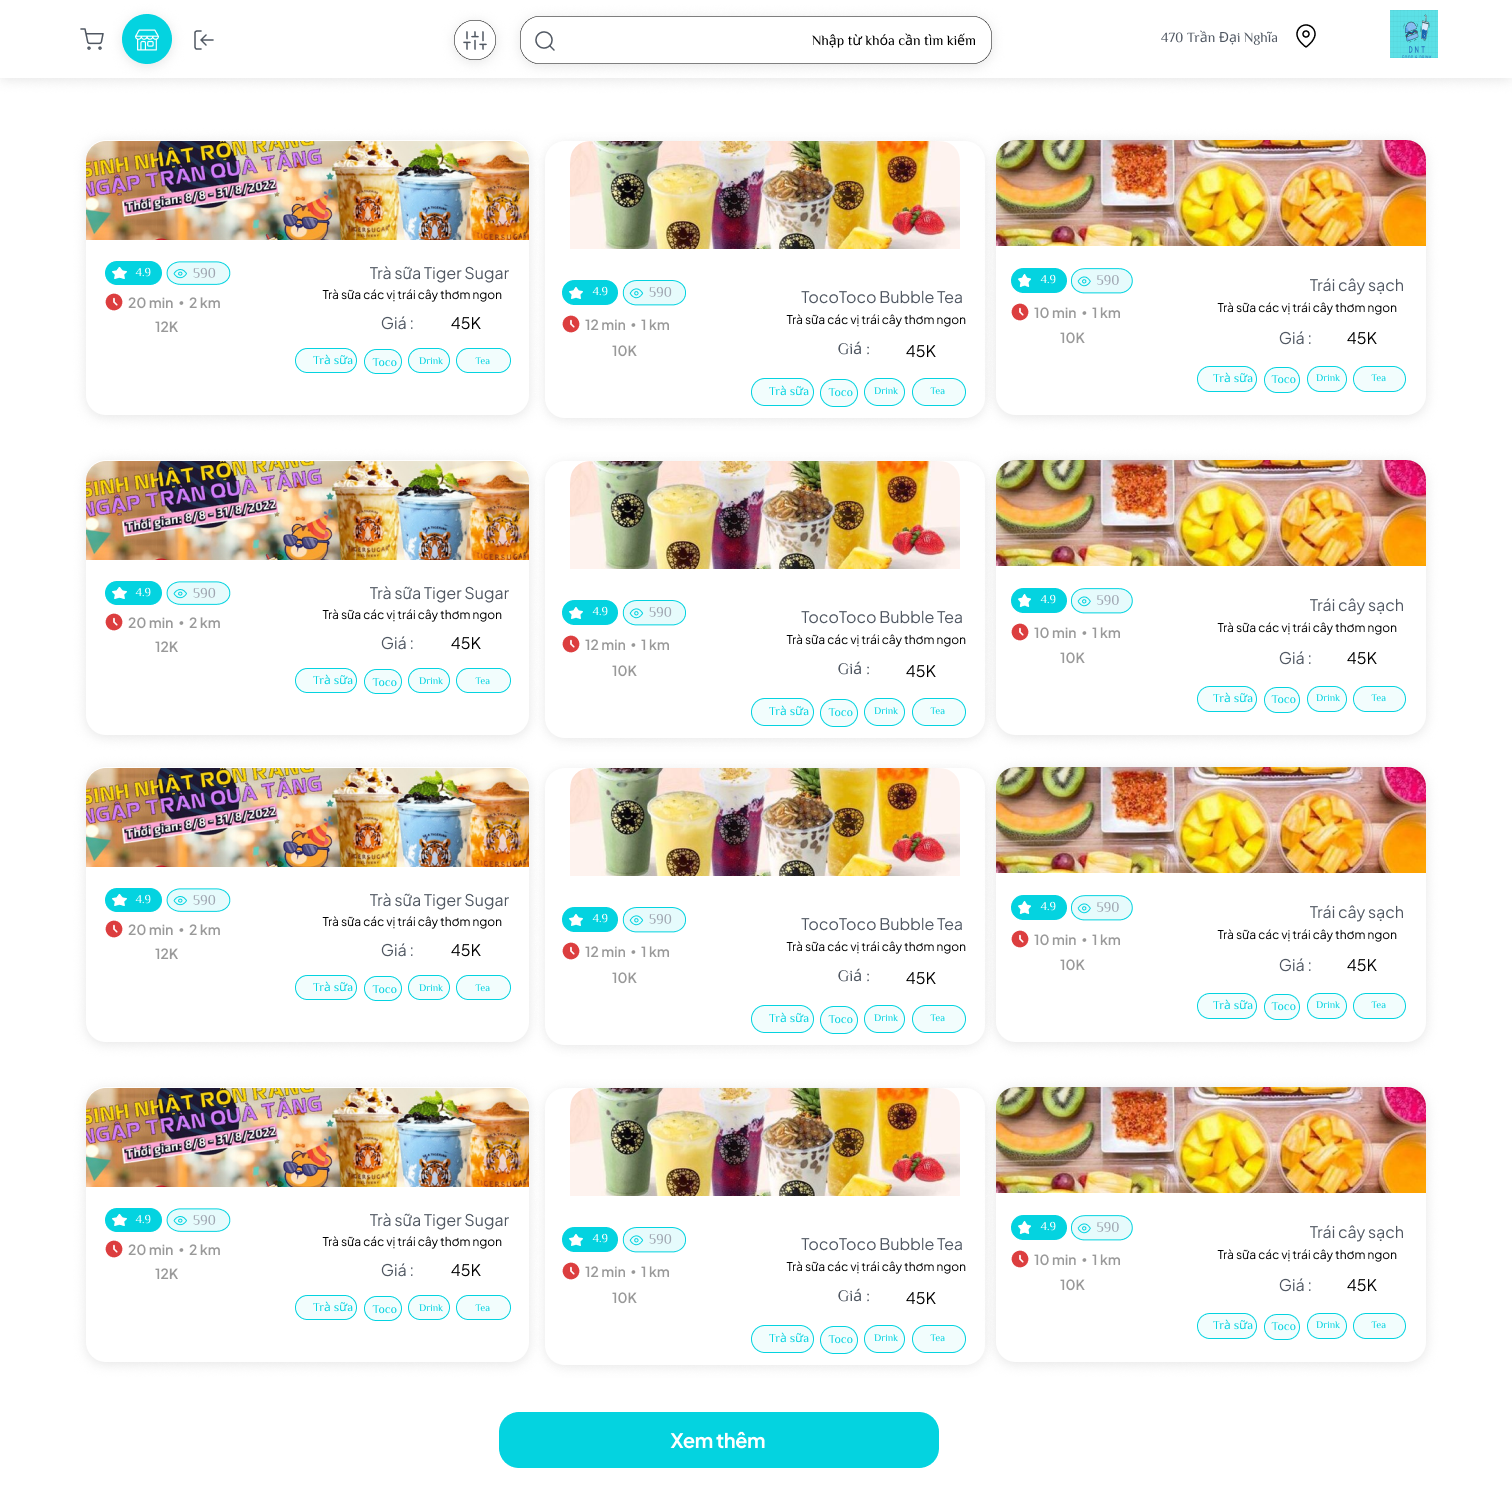 Nhập từ khóa cần tìm kiếm
470 Trần Đại Nghĩa
DNT
SINH NHẬT RỘN RÀNG
NGẬP TRÀN QUÀ TẶNG
Thời gian: 8/8 - 31/8/2022
4.9 590
Trà sữa Tiger Sugar
20 min • 2 km
Trà sữa các vị trái cây thơm ngon
12K
Giá : 45K
Trà sữa Toco Drink Tea
4.9 590
TocoToco Bubble Tea
12 min • 1 km
Trà sữa các vị trái cây thơm ngon
10K
Giá : 45K
Trà sữa Toco Drink Tea
4.9 590
Trái cây sạch
10 min • 1 km
Trà sữa các vị trái cây thơm ngon
10K
Giá : 45K
Trà sữa Toco Drink Tea
SINH NHẬT RỘN RÀNG
NGẬP TRÀN QUÀ TẶNG
Thời gian: 8/8 - 31/8/2022
4.9 590
Trà sữa Tiger Sugar
20 min • 2 km
Trà sữa các vị trái cây thơm ngon
12K
Giá : 45K
Trà sữa Toco Drink Tea
4.9 590
TocoToco Bubble Tea
12 min • 1 km
Trà sữa các vị trái cây thơm ngon
10K
Giá : 45K
Trà sữa Toco Drink Tea
4.9 590
Trái cây sạch
10 min • 1 km
Trà sữa các vị trái cây thơm ngon
10K
Giá : 45K
Trà sữa Toco Drink Tea
SINH NHẬT RỘN RÀNG
NGẬP TRÀN QUÀ TẶNG
Thời gian: 8/8 - 31/8/2022
4.9 590
Trà sữa Tiger Sugar
20 min • 2 km
Trà sữa các vị trái cây thơm ngon
12K
Giá : 45K
Trà sữa Toco Drink Tea
4.9 590
TocoToco Bubble Tea
12 min • 1 km
Trà sữa các vị trái cây thơm ngon
10K
Giá : 45K
Trà sữa Toco Drink Tea
4.9 590
Trái cây sạch
10 min • 1 km
Trà sữa các vị trái cây thơm ngon
10K
Giá : 45K
Trà sữa Toco Drink Tea
SINH NHẬT RỘN RÀNG
NGẬP TRÀN QUÀ TẶNG
Thời gian: 8/8 - 31/8/2022
4.9 590
Trà sữa Tiger Sugar
20 min • 2 km
Trà sữa các vị trái cây thơm ngon
12K
Giá : 45K
Trà sữa Toco Drink Tea
4.9 590
TocoToco Bubble Tea
12 min • 1 km
Trà sữa các vị trái cây thơm ngon
10K
Giá : 45K
Trà sữa Toco Drink Tea
4.9 590
Trái cây sạch
10 min • 1 km
Trà sữa các vị trái cây thơm ngon
10K
Giá : 45K
Trà sữa Toco Drink Tea
Xem thêm